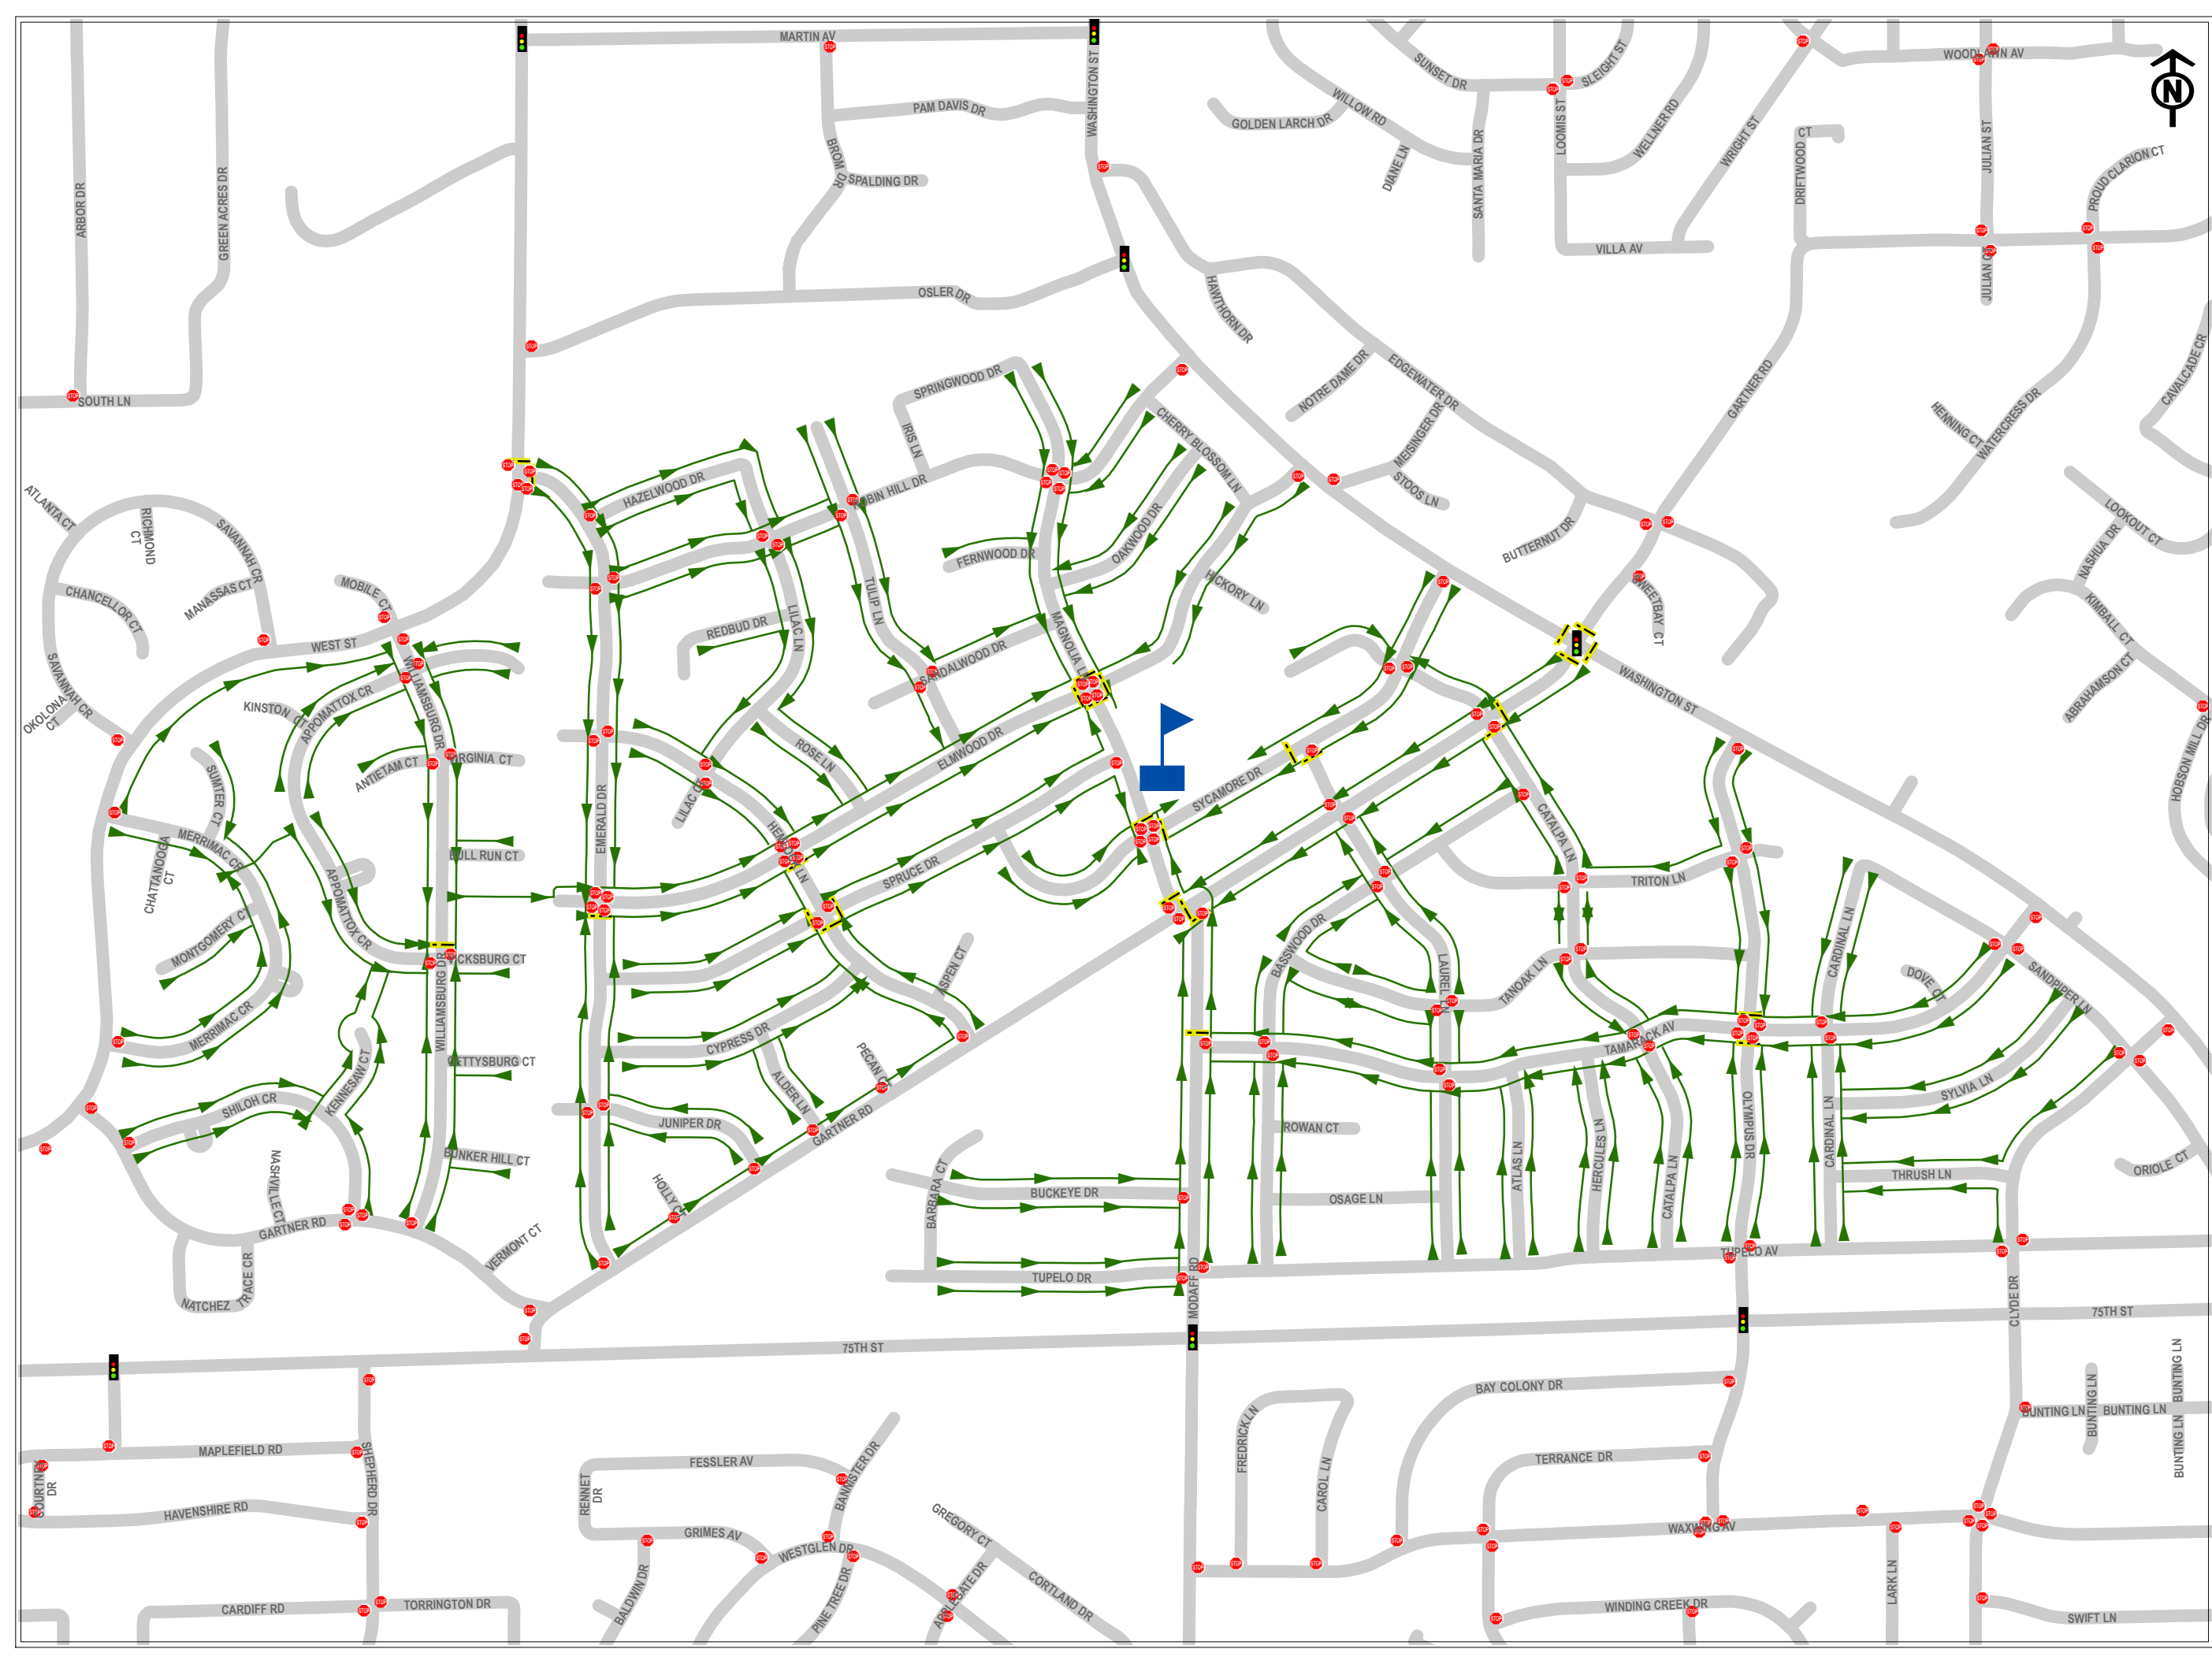 MARTIN AV
WOODLAWN AV
N
SUNSET DR
SLEIGHT ST
WASHINGTON ST
PAM DAVIS DR
WILLOW RD
GOLDEN LARCH DR
LOOMIS ST
WELLNER RD
WRIGHT ST
DRIFTWOOD CT
JULIAN ST
PROUD CLARION CT
BROM DR
SPALDING DR
DIANE LN
SANTA MARIA DR
ARBOR DR
GREEN ACRES DR
VILLA AV
JULIAN CT
OSLER DR
HAWTHORN DR
NOTRE DAME DR
EDGEWATER DR
MEISINGER DR
STOOS LN
GARTNER RD
HENNING CT
WATERCRESS DR
CAVALCADE CR
SOUTH LN
SPRINGWOOD DR
IRIS LN
CHERRY BLOSSOM LN
HAZELWOOD DR
ROBIN HILL DR
OAKWOOD DR
FERNWOOD DR
BUTTERNUT DR
SWEETBAY CT
LOOKOUT CT
NASHUA DR
KIMBALL CT
ABRAHAMSON CT
HOBSON MILL DR
ATLANTA CT
RICHMOND CT
SAVANNAH CR
MANASSAS CT
CHANCELLOR CT
MOBILE CT
WEST ST
SAVANNAH CR
OKOLONA CT
HICKORY LN
TULIP LN
LILAC LN
REDBUD DR
MAGNOLIA LN
SANDALWOOD DR
WASHINGTON ST
KINSTON CT
APPOMATTOX CR
WILLIAMSBURG DR
ANTIETAM CT
VIRGINIA CT
SUMTER CT
ROSE LN
ELMWOOD DR
LILAC CT
EMERALD DR
SYCAMORE DR
CATALPA LN
TRITON LN
MERRIMAC CR
CHATTANOOGA CT
BULL RUN CT
SPRUCE DR
APPOMATTOX CR
MONTGOMERY CT
VICKSBURG CT
ASPEN CT
BASSWOOD DR
LAUREL LN
TANOAK LN
CARDINAL LN
DOVE CT
SANDPIPER LN
MERRIMAC CR
WILLIAMSBURG DR
KENNESAW CT
GETTYSBURG CT
CYPRESS DR
PECAN CT
ALDER LN
TAMARACK AV
SYLVIA LN
SHILOH CR
JUNIPER DR
GARTNER RD
ROWAN CT
ATLAS LN
HERCULES LN
CATALPA LN
OLYMPUS DR
CARDINAL LN
THRUSH LN
ORIOLE CT
BUNKER HILL CT
NASHVILLE CT
GARTNER RD
HOLLY CT
BARBARA CT
BUCKEYE DR
OSAGE LN
TUPELO AV
VERMONT CT
NATCHEZ TRACE CR
TUPELO DR
MODAFF RD
CLYDE DR
75TH ST
75TH ST
BAY COLONY DR
BUNTING LN
BUNTING LN
BUNTING LN
BUNTING LN
BUNTING LN
MAPLEFIELD RD
COURTNEY DR
SHEPHERD DR
HAVENSHIRE RD
FESSLER AV
RENNET DR
BANNISTER DR
GRIMES AV
WESTGLEN DR
GREGORY CT
FREDRICK LN
CAROL LN
TERRANCE DR
WAXWING AV
BALDWIN DR
PINE TREE DR
APPLEGATE DR
CORTLAND DR
LARK LN
CARDIFF RD
TORRINGTON DR
WINDING CREEK DR
SWIFT LN